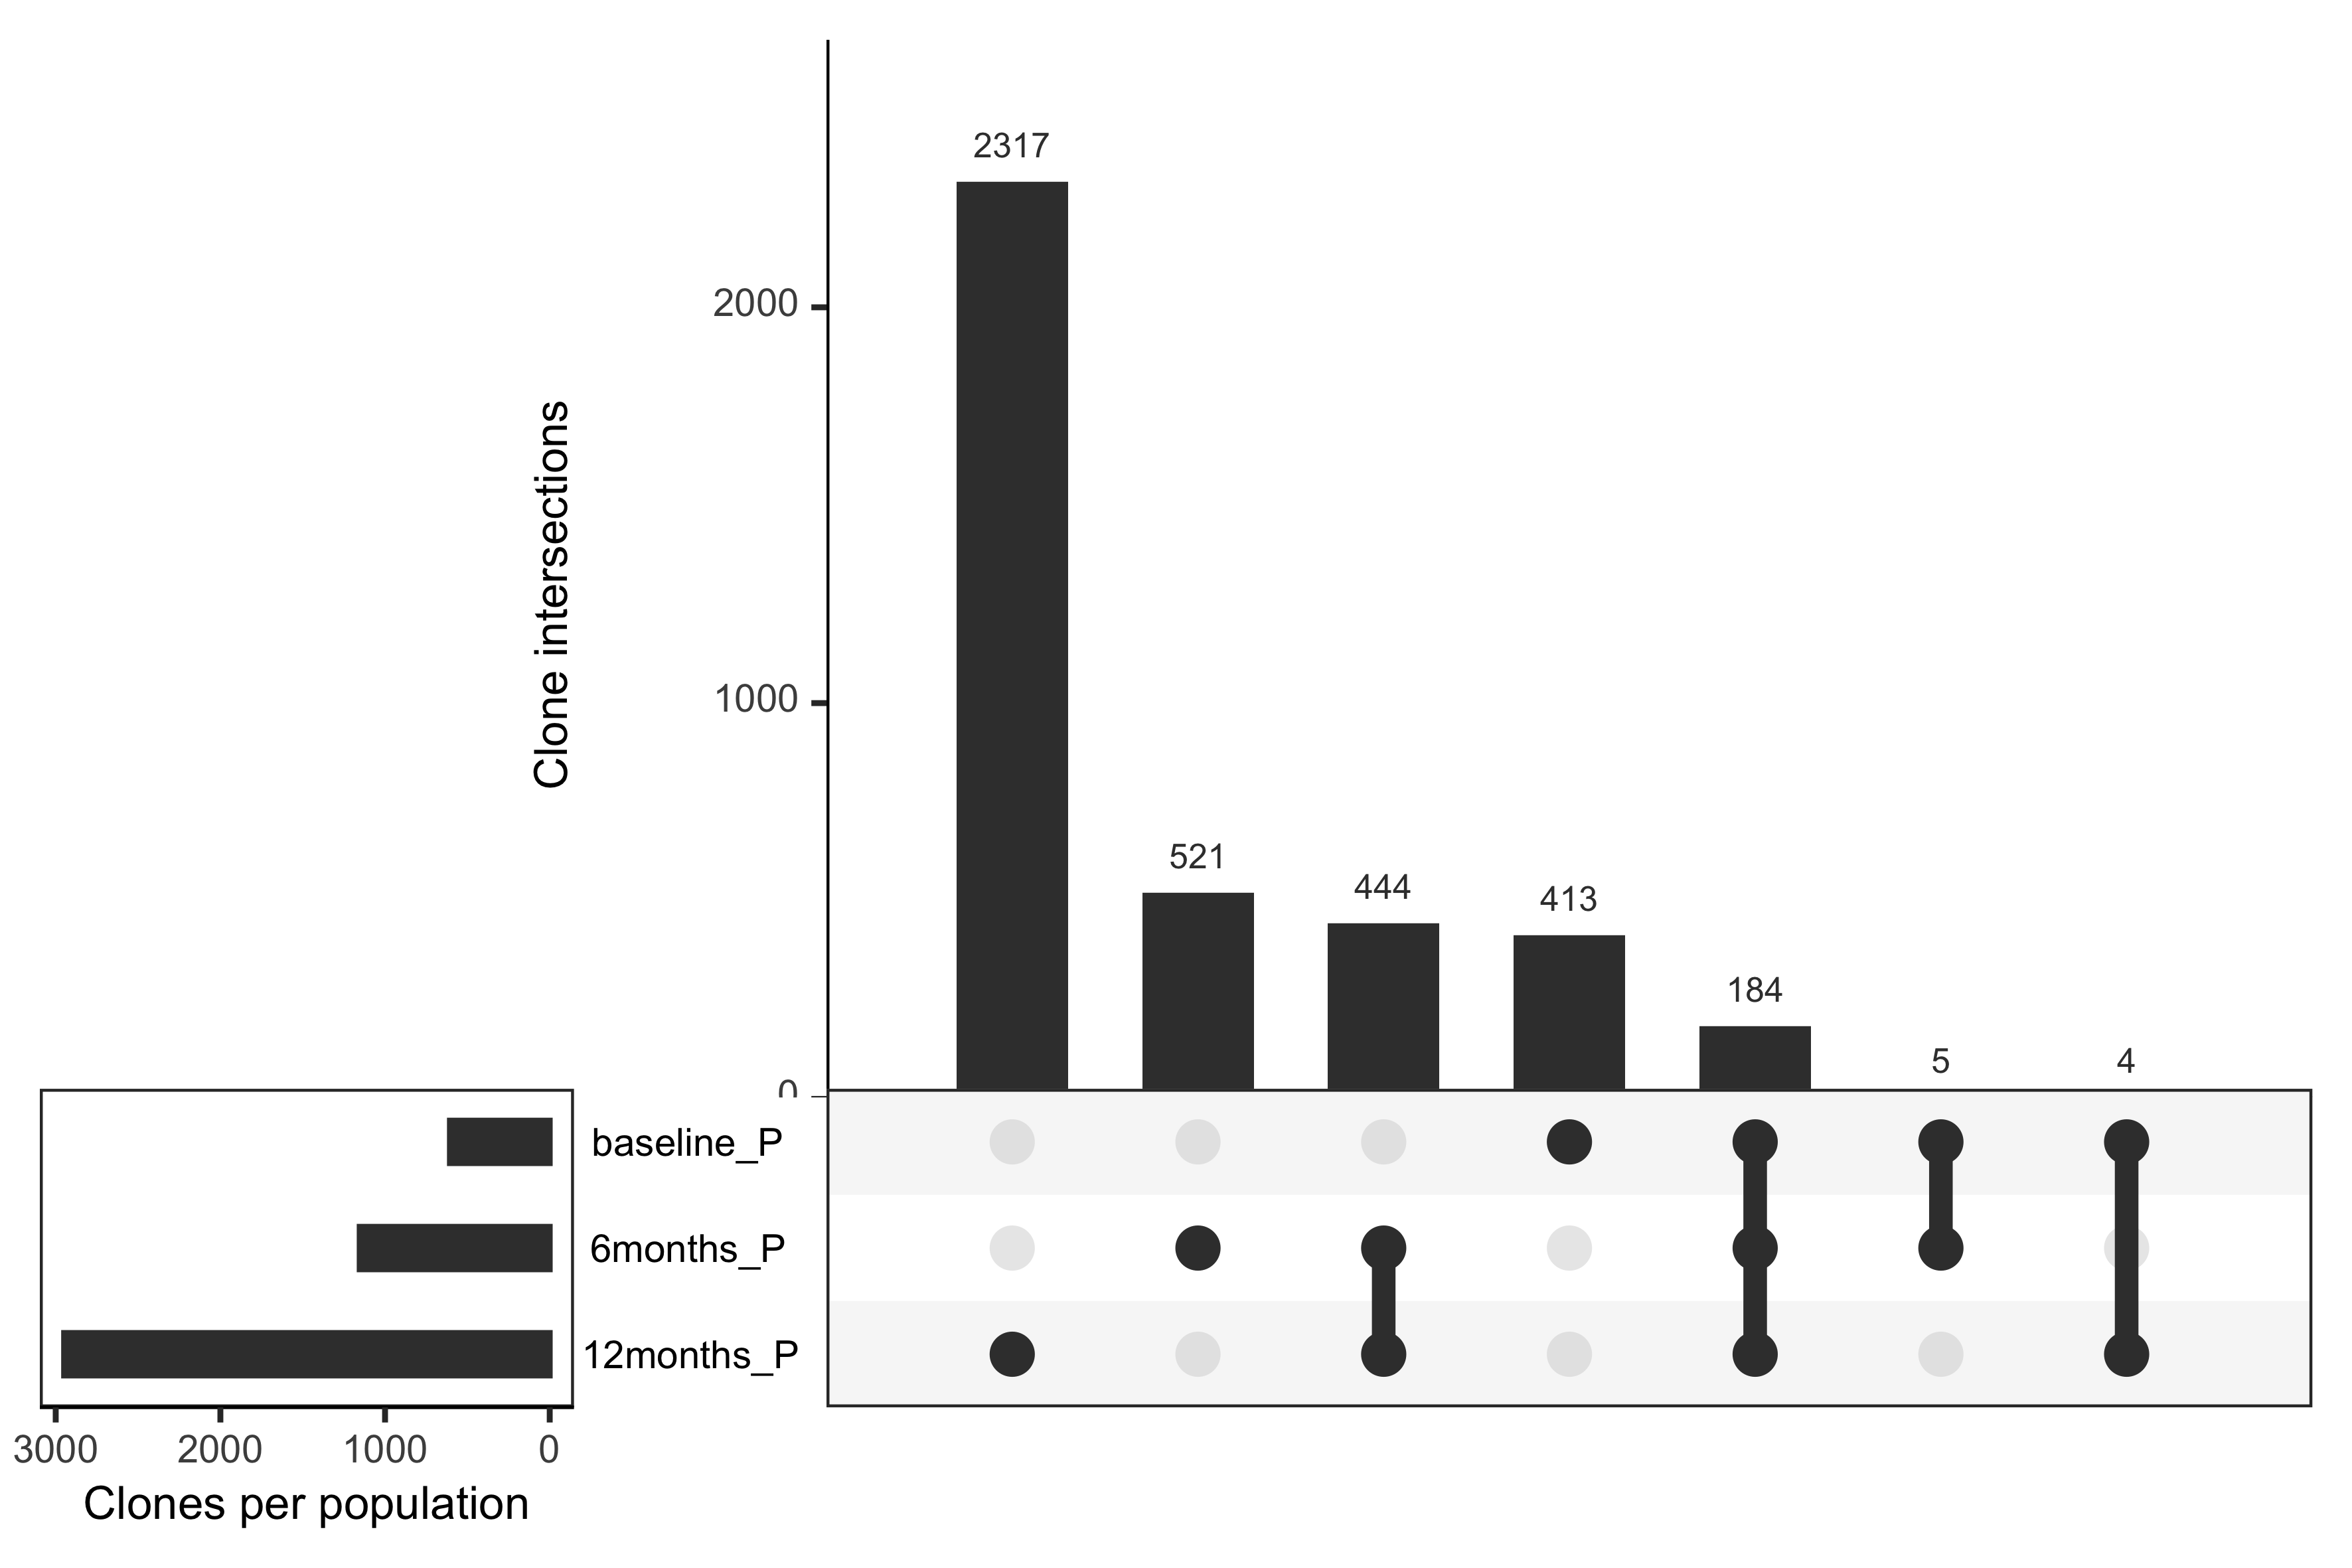 2317
2000
Clone intersections
1000
521
444
413
184
5
4
0
baseline_P
6months_P
12months_P
3000 2000 1000 0
Clones per population